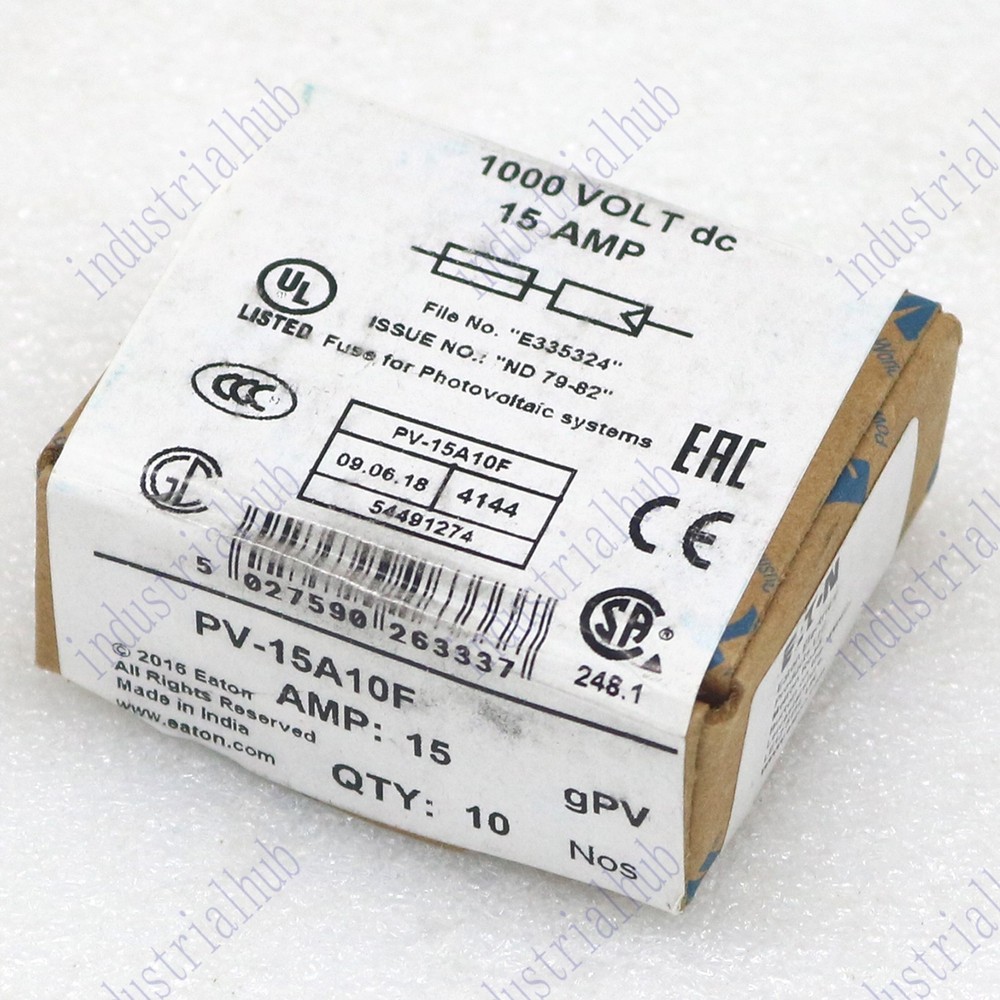 1000 VOLT dc
15 AMP
UL
LISTED
File No. "E335324"
ISSUE NO.: "ND 79-82"
Fuse for Photovoltaic systems
CCC
PV-15A10F
09.06.18 4144
54491274
EAC
CE
SA ®
248.1
5 027590 263337
PV-15A10F
AMP: 15
QTY: 10 Nos
gPV
© 2016 Eaton
All Rights Reserved
Made in India
www.eaton.com
EATON
industrialhub